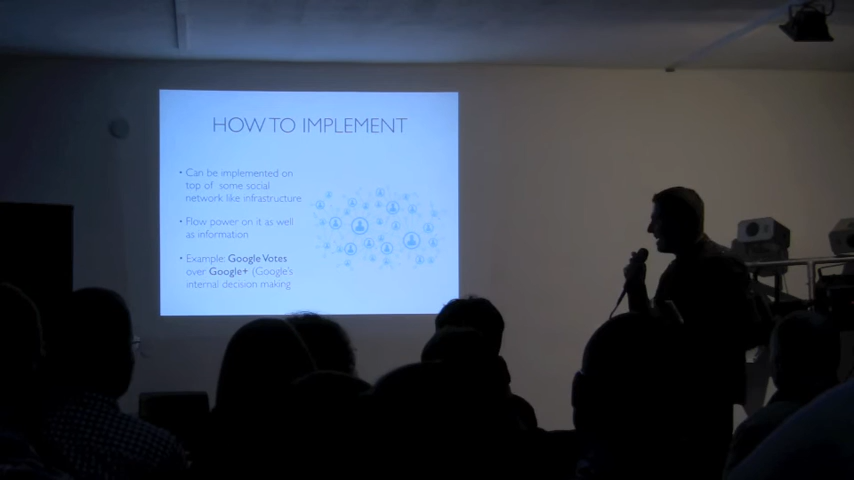 HOW TO IMPLEMENT
• Can be implemented on
top of some social
network like infrastructure
• Flow power on it as well
as information
• Example: Google Votes
over Google+ (Google's
internal decision making